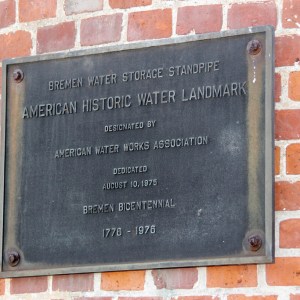 BREMEN WATER STORAGE STANDPIPE
AMERICAN HISTORIC WATER LANDMARK
DESIGNATED BY
AMERICAN WATER WORKS ASSOCIATION
DEDICATED
AUGUST 10, 1975
BREMEN BICENTENNIAL
1776 - 1976